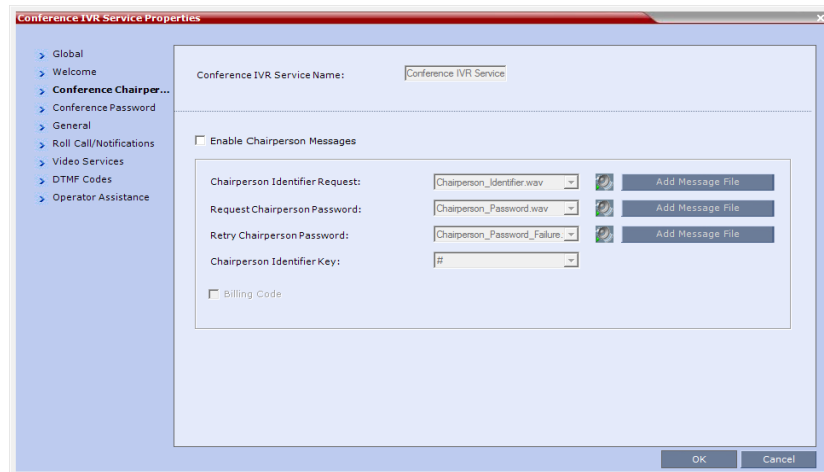 Conference IVR Service Properties
X
Global
Welcome
Conference Chairper...
Conference Password
General
Roll Call/Notifications
Video Services
DTMF Codes
Operator Assistance
Conference IVR Service Name: Conference IVR Service
Enable Chairperson Messages
Chairperson Identifier Request: Chairperson_Identifier.wav Add Message File
Request Chairperson Password: Chairperson_Password.wav Add Message File
Retry Chairperson Password: Chairperson_Password_Failure. Add Message File
Chairperson Identifier Key: #
Billing Code
OK Cancel